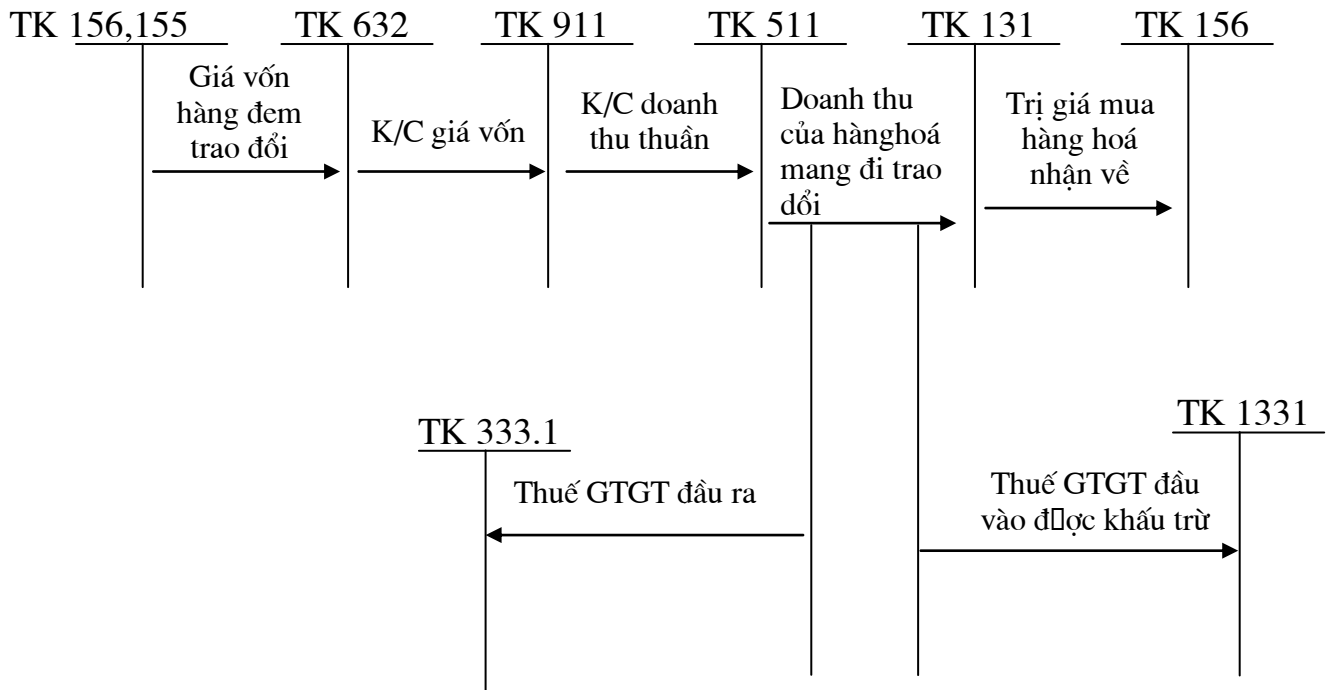 TK 156,155
TK 632
TK 911
TK 511
TK 131
TK 156
Giá vốn
hàng đem
trao đổi
K/C giá vốn
K/C doanh
thu thuần
Doanh thu
của hànghoá
mang đi trao
dổi
Trị giá mua
hàng hoá
nhận về
TK 333.1
TK 1331
Thuế GTGT đầu ra
Thuế GTGT đầu
vào đ□ợc khấu trừ